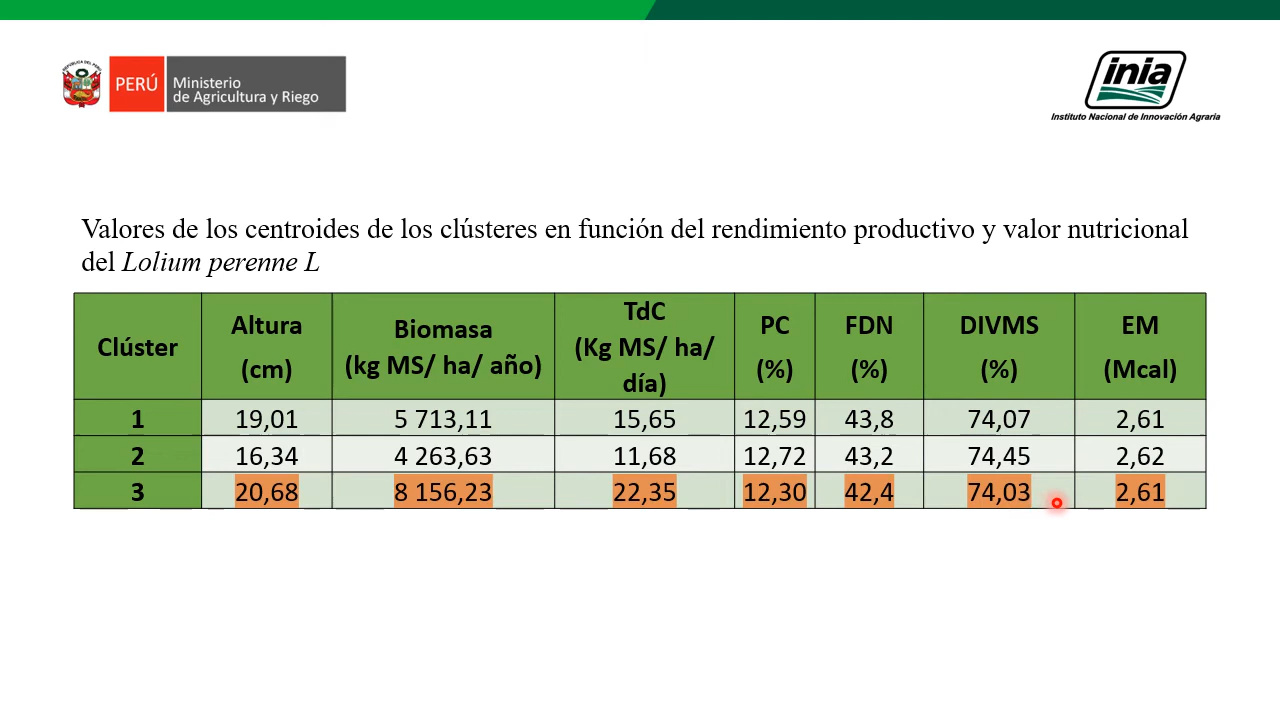 PERÚ
Ministerio
de Agricultura y Riego
inia
Instituto Nacional de Innovación Agraria
Valores de los centroides de los clústeres en función del rendimiento productivo y valor nutricional
del Lolium perenne L
Clúster Altura (cm) Biomasa (kg MS/ ha/ año) TdC (Kg MS/ ha/ día) PC (%) FDN (%) DIVMS (%) EM (Mcal)
1 19,01 5 713,11 15,65 12,59 43,8 74,07 2,61
2 16,34 4 263,63 11,68 12,72 43,2 74,45 2,62
3 20,68 8 156,23 22,35 12,30 42,4 74,03 2,61